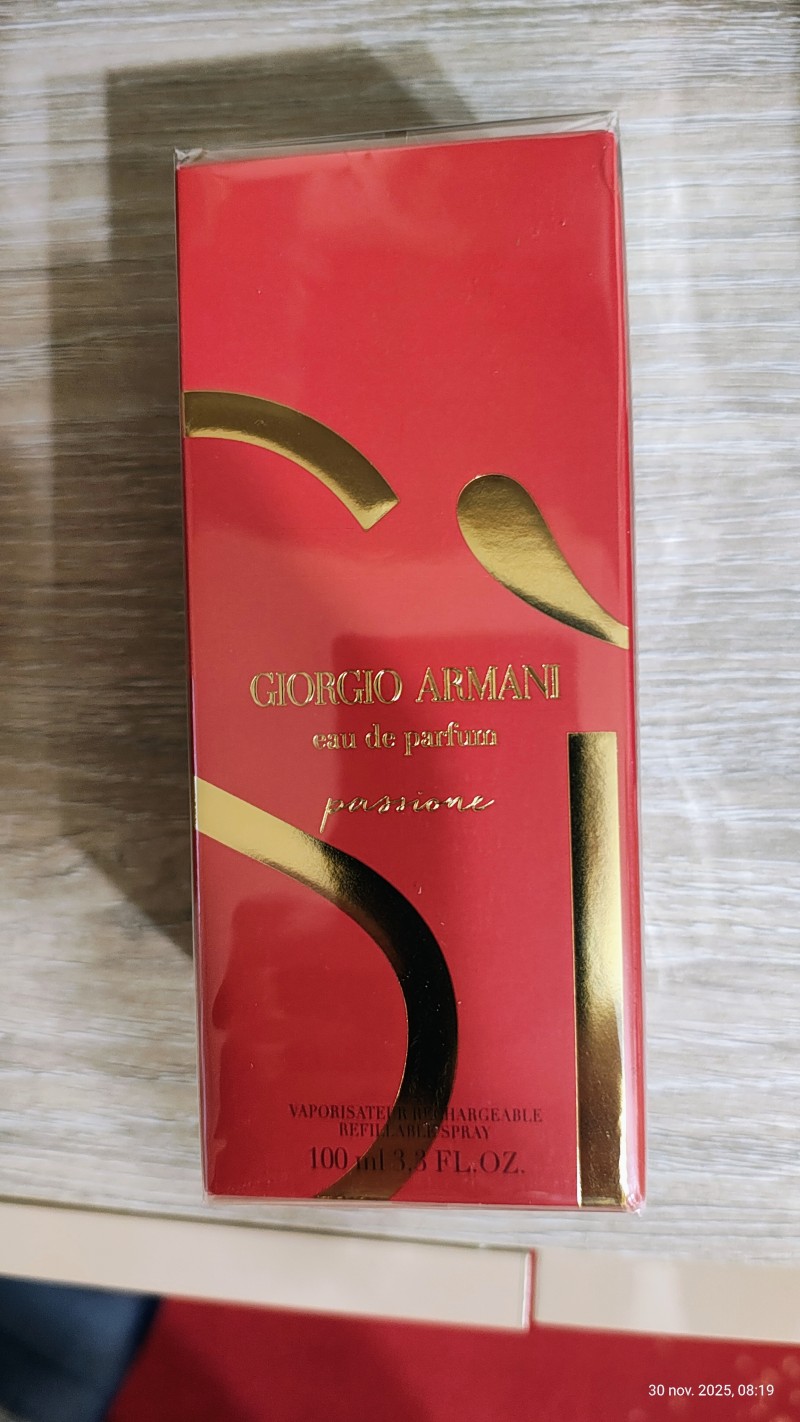 SÌ
GIORGIO ARMANI
eau de parfum
passione
VAPORISATEUR RECHARGEABLE
REFILLABLE SPRAY
100 ml 3,3 FL.OZ.
30 nov. 2025, 08:19